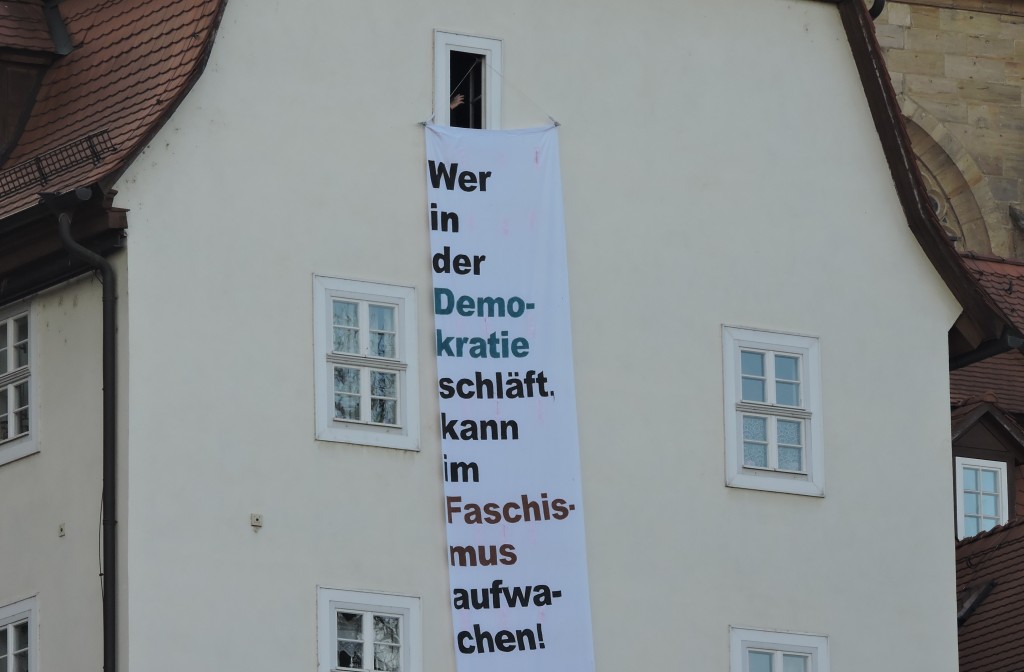 Wer
in
der
Demo-
kratie
schläft,
kann
im
Faschis-
mus
aufwa-
chen!